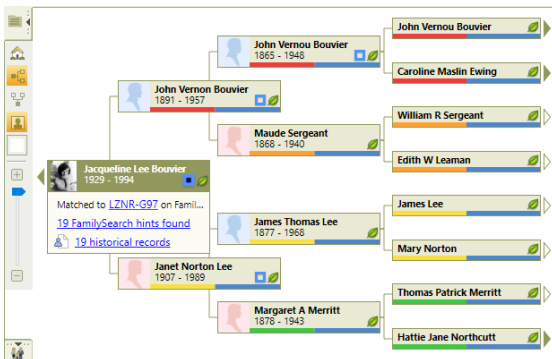 John Vernou Bouvier
John Vernou Bouvier
1865 - 1948
Caroline Maslin Ewing
John Vernon Bouvier
1891 - 1957
William R Sergeant
Maude Sergeant
1868 - 1940
Edith W Leaman
Jacqueline Lee Bouvier
1929 - 1994
Matched to LZNR-G97 on Famil...
19 FamilySearch hints found
19 historical records
James Lee
James Thomas Lee
1877 - 1968
Mary Norton
Janet Norton Lee
1907 - 1989
Thomas Patrick Merritt
Margaret A Merritt
1878 - 1943
Hattie Jane Northcutt